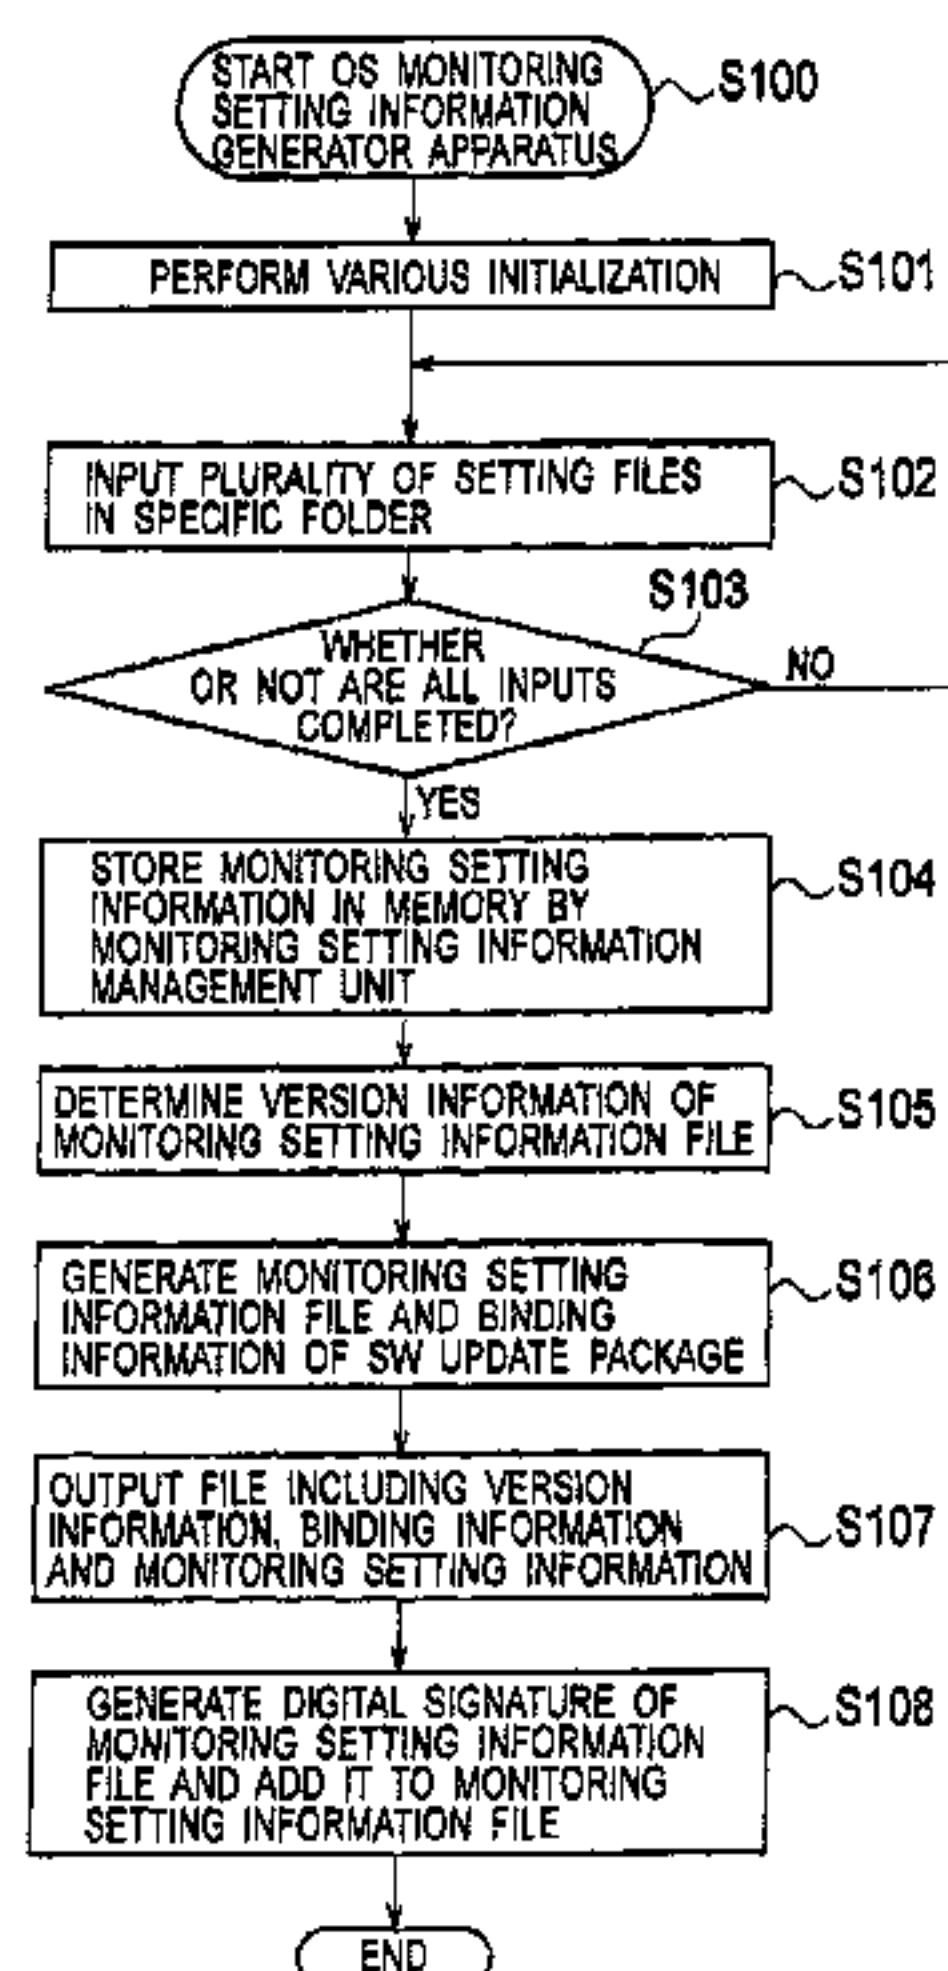 START OS MONITORING
SETTING INFORMATION
GENERATOR APPARATUS
S100
PERFORM VARIOUS INITIALIZATION
S101
INPUT PLURALITY OF SETTING FILES
IN SPECIFIC FOLDER
S102
S103
WHETHER
OR NOT ARE ALL INPUTS
COMPLETED?
NO
YES
STORE MONITORING SETTING
INFORMATION IN MEMORY BY
MONITORING SETTING INFORMATION
MANAGEMENT UNIT
S104
DETERMINE VERSION INFORMATION OF
MONITORING SETTING INFORMATION FILE
S105
GENERATE MONITORING SETTING
INFORMATION FILE AND BINDING
INFORMATION OF SW UPDATE PACKAGE
S106
OUTPUT FILE INCLUDING VERSION
INFORMATION, BINDING INFORMATION
AND MONITORING SETTING INFORMATION
S107
GENERATE DIGITAL SIGNATURE OF
MONITORING SETTING INFORMATION
FILE AND ADD IT TO MONITORING
SETTING INFORMATION FILE
S108
END